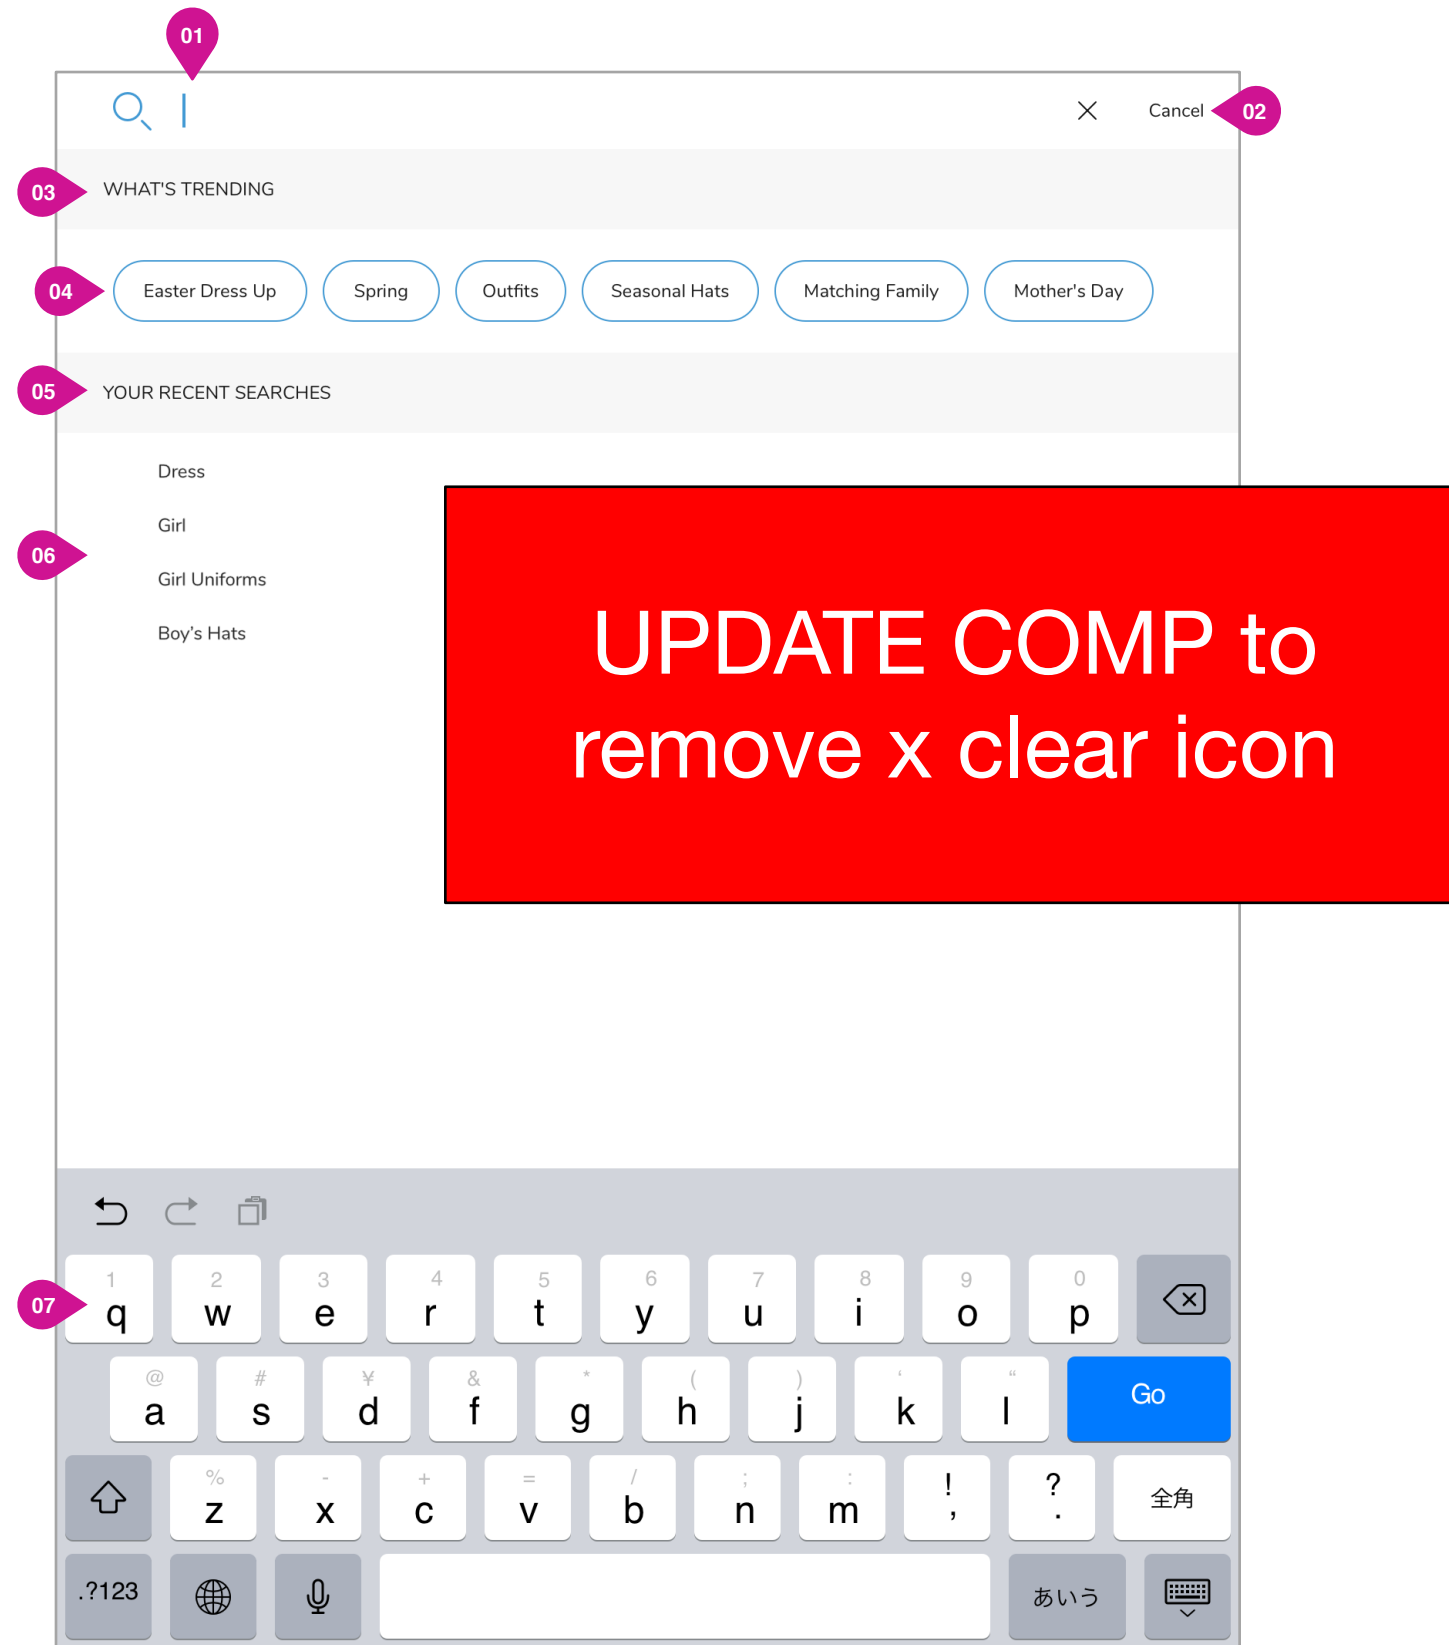 01
Cancel 02
03 WHAT'S TRENDING
04 Easter Dress Up Spring Outfits Seasonal Hats Matching Family Mother's Day
05 YOUR RECENT SEARCHES
Dress
Girl
06
Girl Uniforms
Boy’s Hats
UPDATE COMP to
remove x clear icon
1 2 3 4 5 6 7 8 9 0
07 q w e r t y u i o p
@ # ¥ & * ( ) ‘ “
a s d f g h j k l Go
% - + = / ; : ! ?
z x c v b n m , . 全角
.?123 あいう